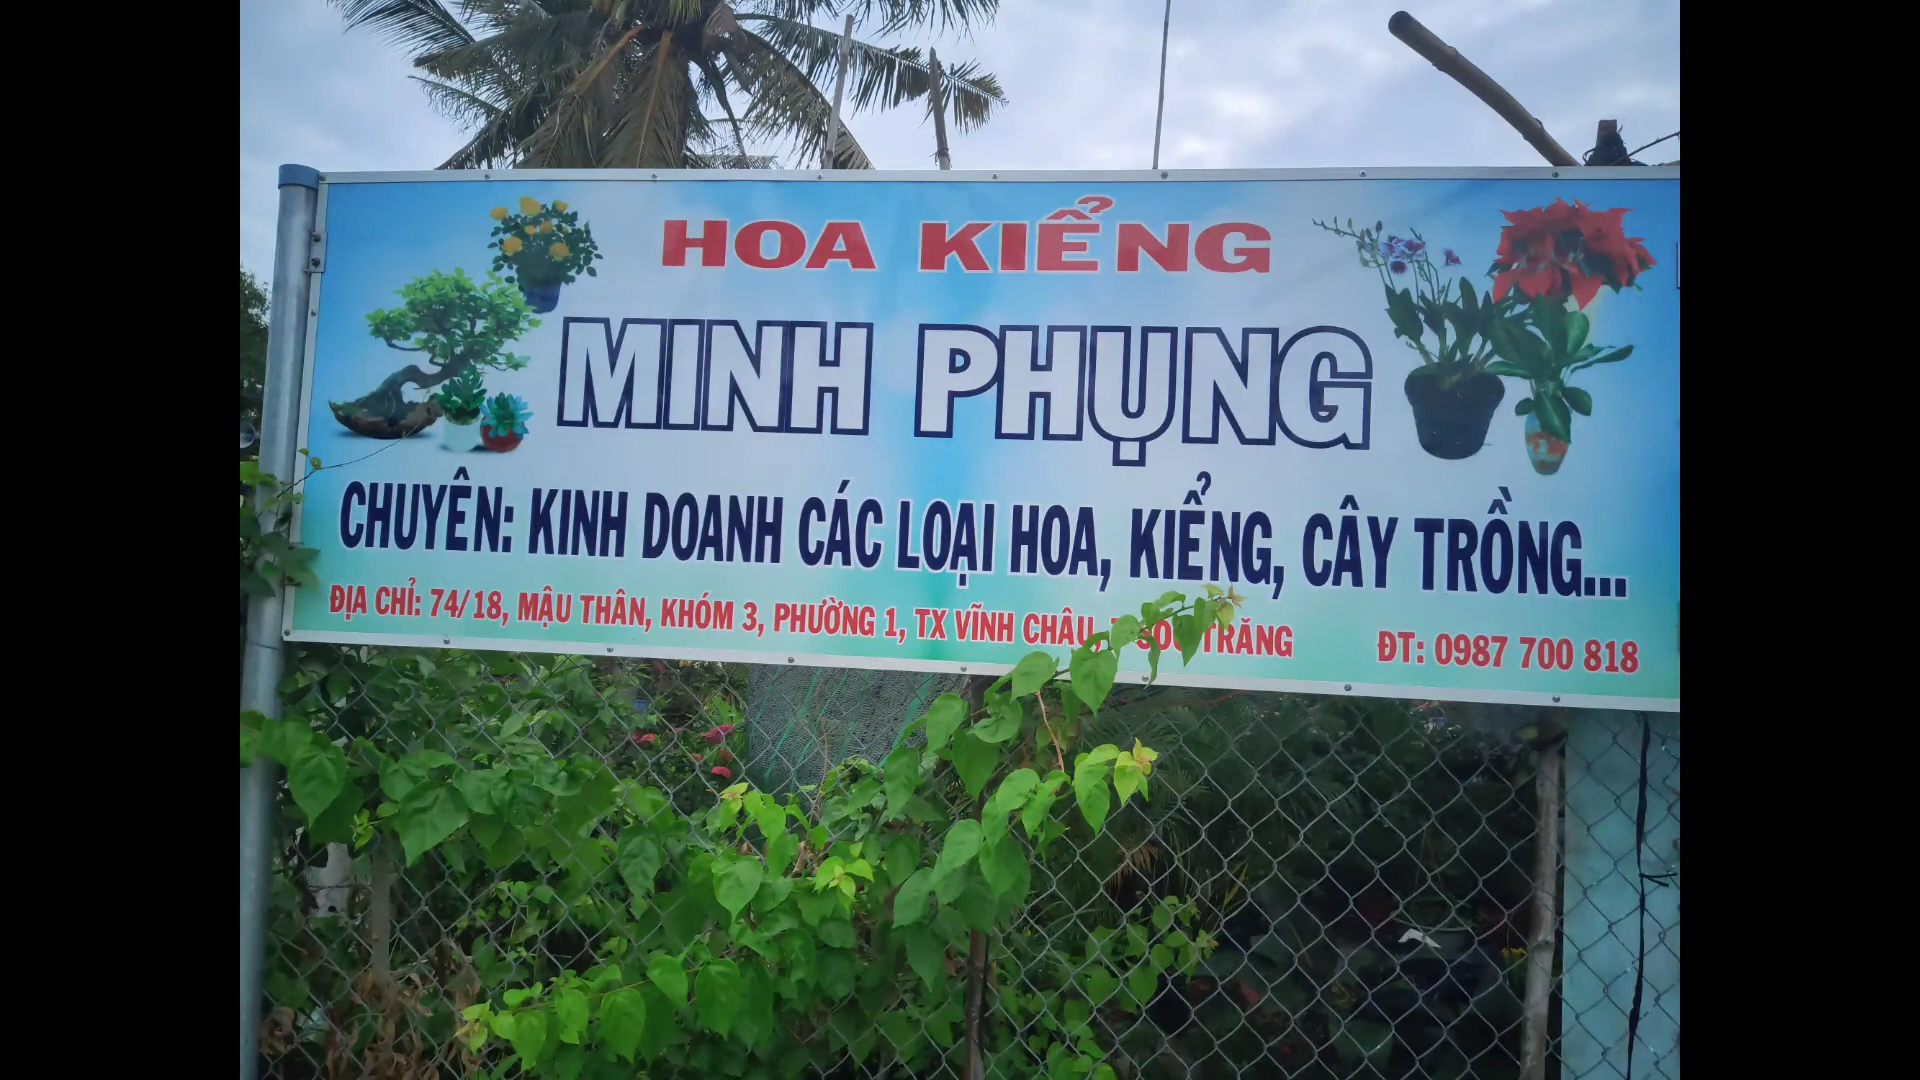 HOA KIỂNG
MINH PHỤNG
CHUYÊN: KINH DOANH CÁC LOẠI HOA, KIỂNG, CÂY TRỒNG...
ĐỊA CHỈ: 74/18, MẬU THÂN, KHÓM 3, PHƯỜNG 1, TX VĨNH CHÂU, TRĂNG ĐT: 0987 700 818